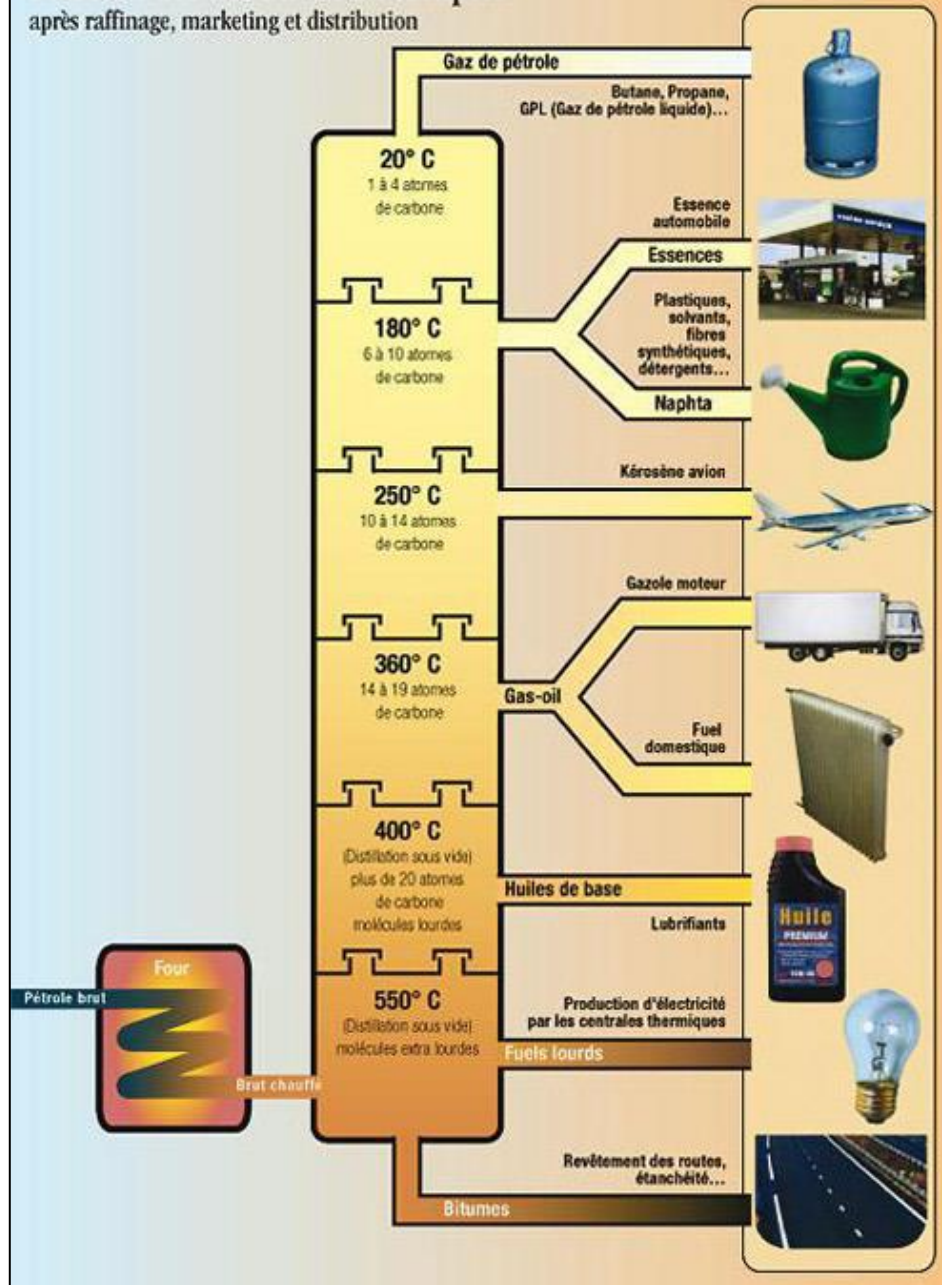 après raffinage, marketing et distribution
Gaz de pétrole
Butane, Propane,
GPL (Gaz de pétrole liquide)...
20° C
1 à 4 atomes
de carbone
Essence
automobile
Essences
180° C
6 à 10 atomes
de carbone
Plastiques,
solvants,
fibres
synthétiques,
détergents...
Naphta
250° C
10 à 14 atomes
de carbone
Kérosène avion
Gazole moteur
360° C
14 à 19 atomes
de carbone
Gas-oil
Fuel
domestique
400° C
(Distillation sous vide)
plus de 20 atomes
de carbone
molécules lourdes
Huiles de base
Lubrifiants
Huile
PREMIUM
Four
Pétrole brut
Brut chauffé
550° C
(Distillation sous vide)
molécules extra lourdes
Production d'électricité
par les centrales thermiques
Fuels lourds
Revêtement des routes,
étanchéité...
Bitumes